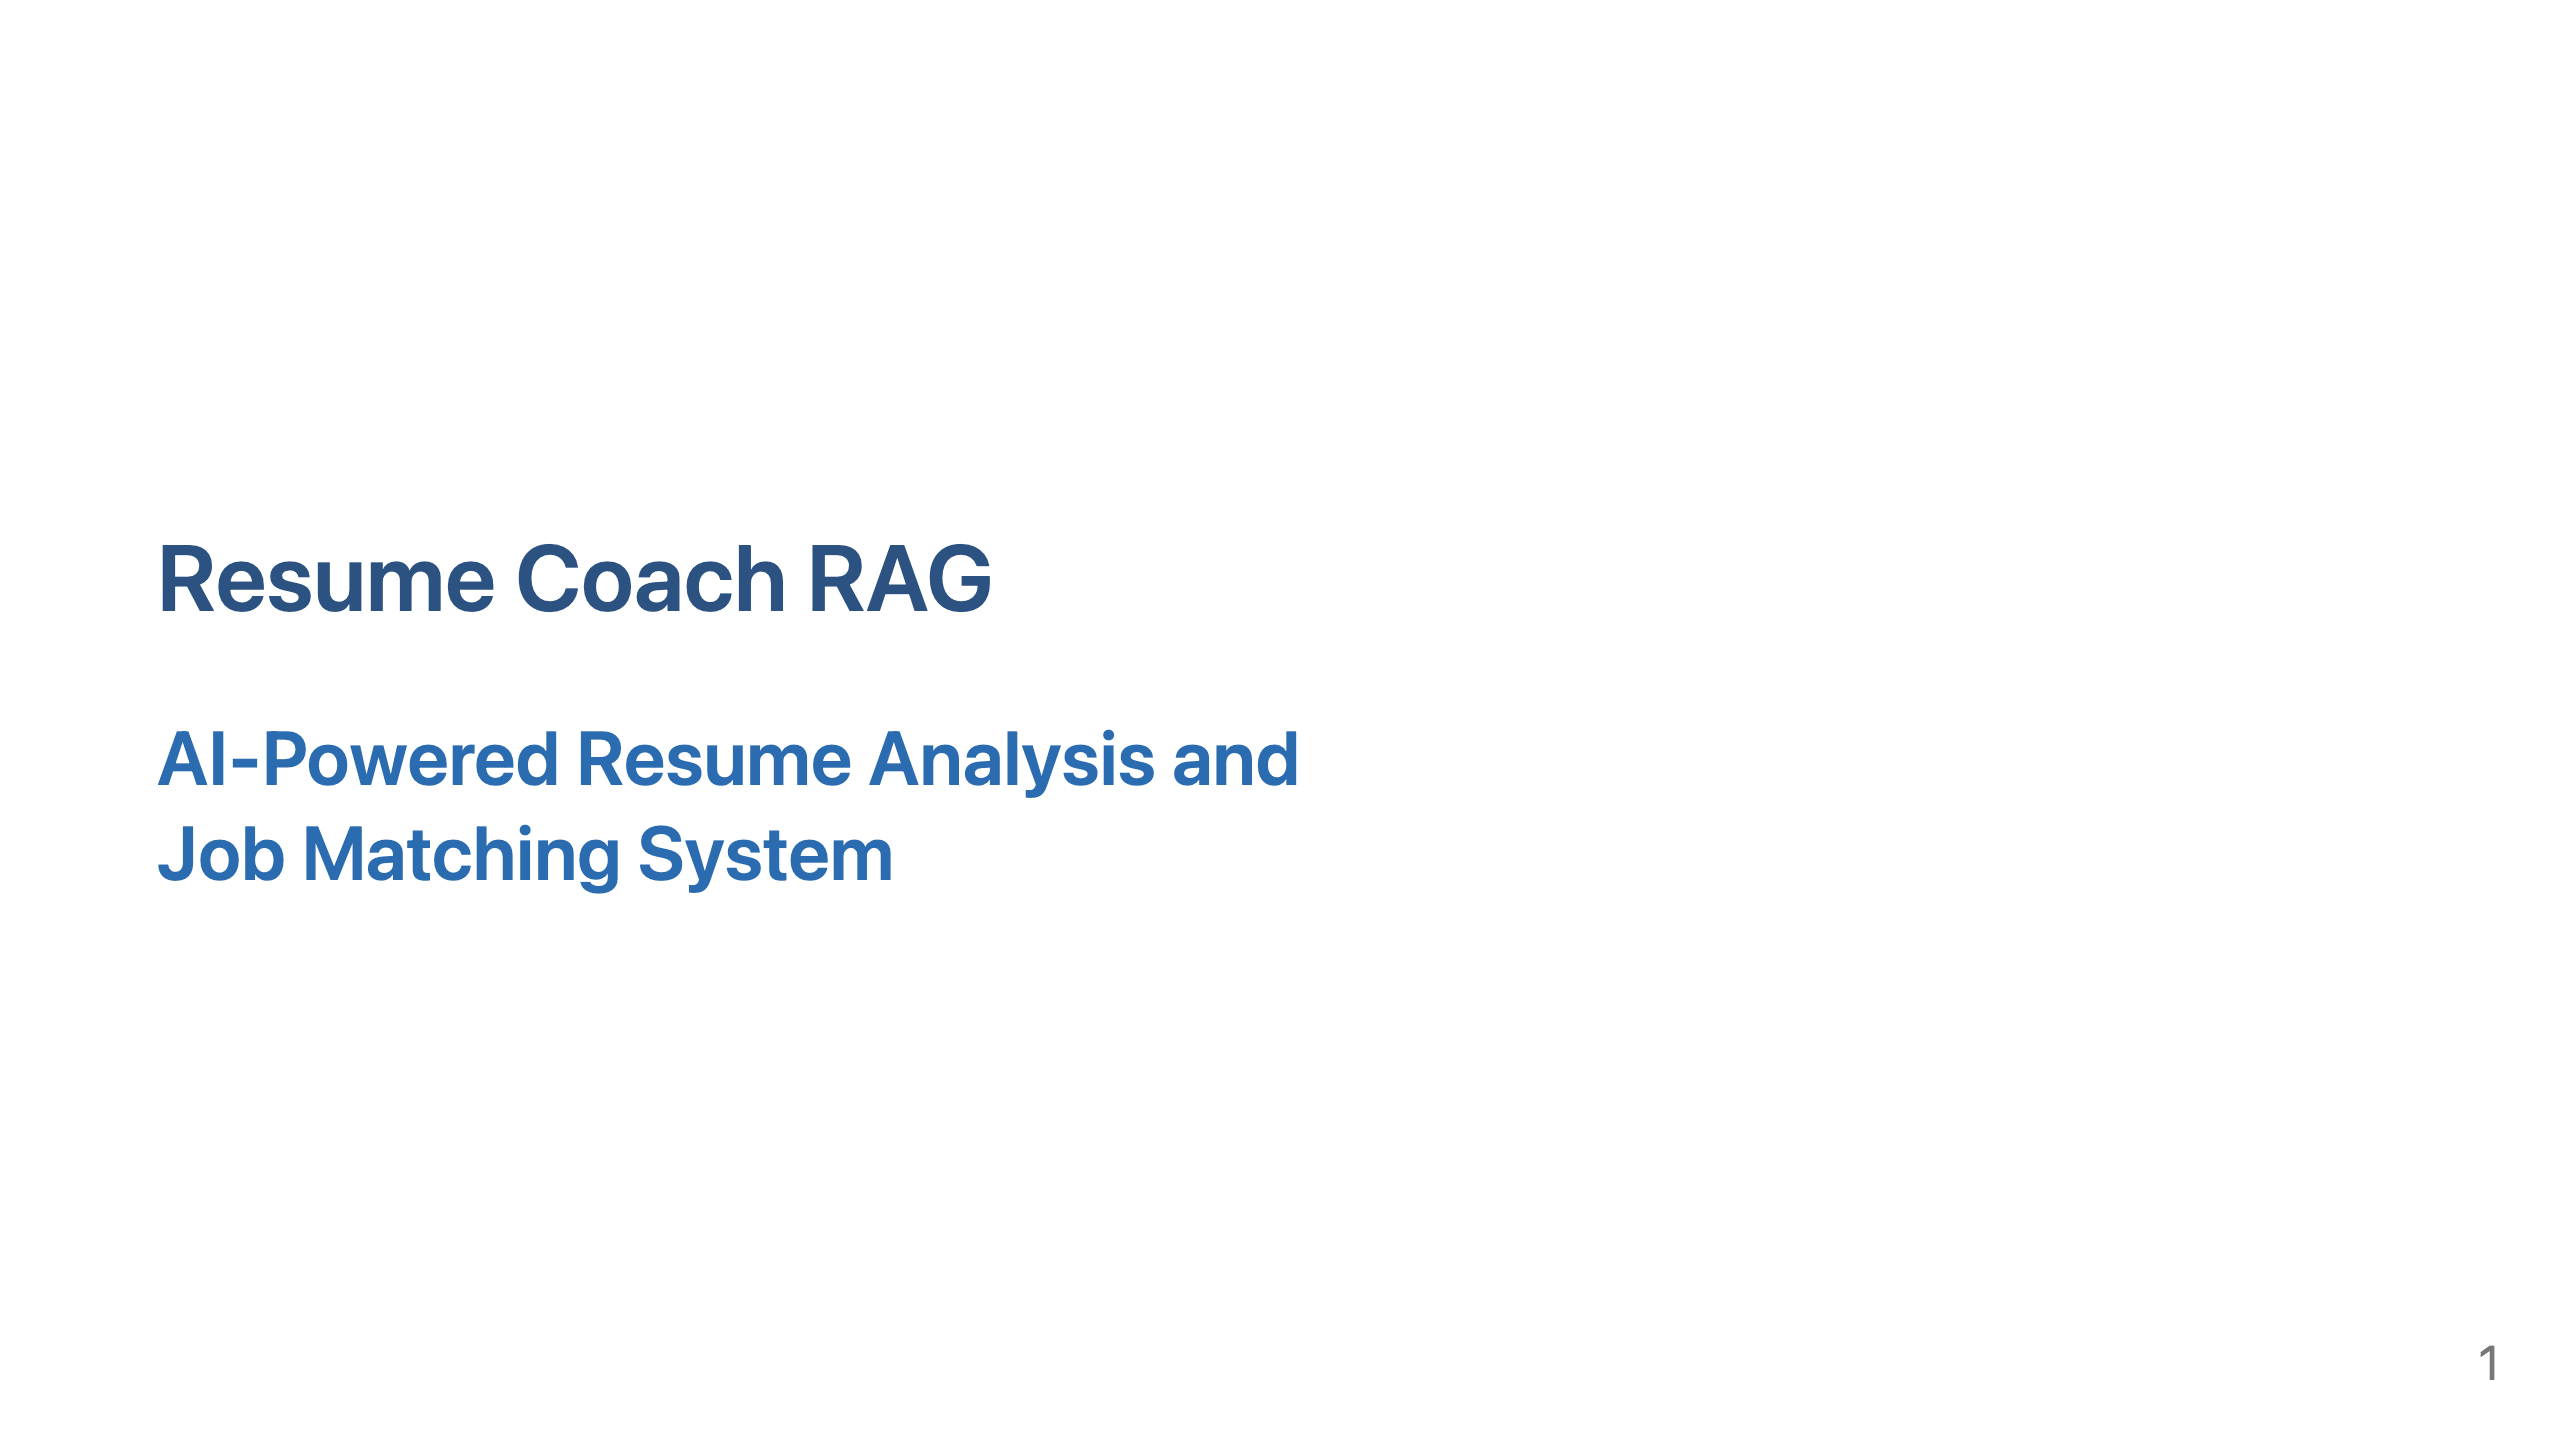 Resume Coach RAG
AI-Powered Resume Analysis and
Job Matching System
1